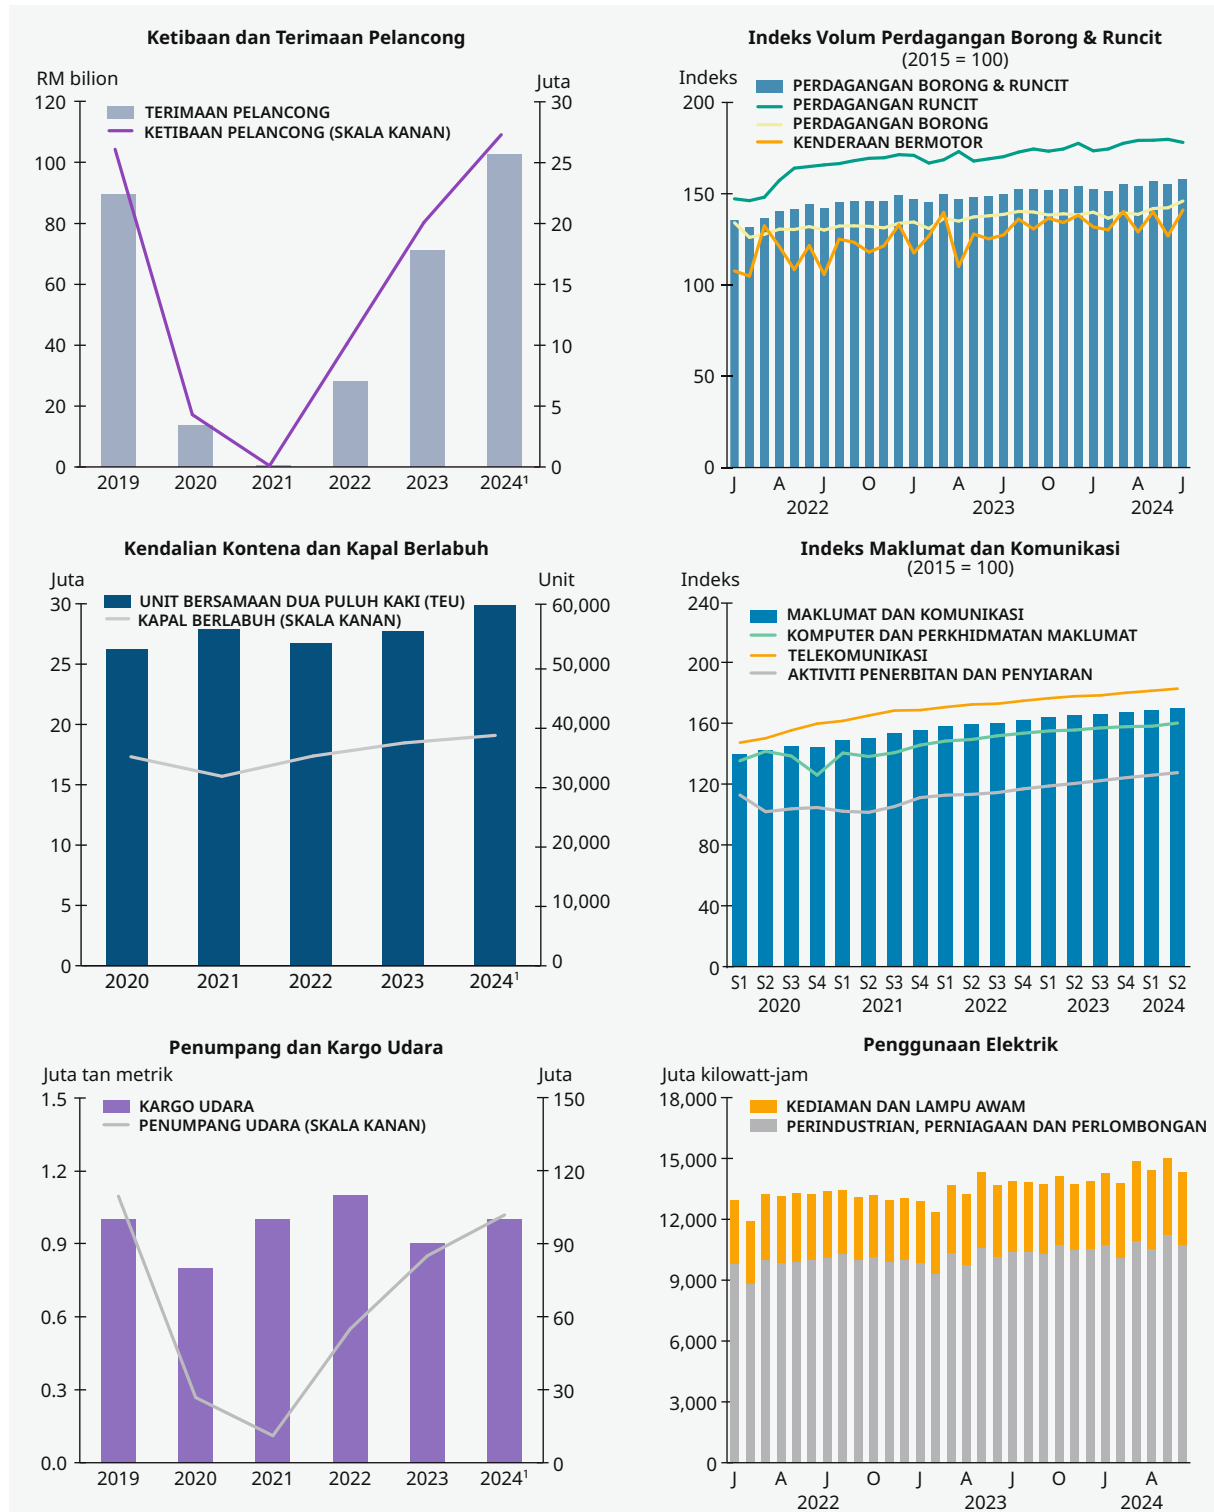 Ketibaan dan Terimaan Pelancong
RM bilion
Juta
TERIMAAN PELANCONG
KETIBAAN PELANCONG (SKALA KANAN)
120
100
80
60
40
20
0
30
25
20
15
10
5
0
2019 2020 2021 2022 2023 2024¹
Indeks Volum Perdagangan Borong & Runcit
(2015 = 100)
Indeks
PERDAGANGAN BORONG & RUNCIT
PERDAGANGAN RUNCIT
PERDAGANGAN BORONG
KENDERAAN BERMOTOR
200
150
100
50
0
J A J O J A J O J A J
2022 2023 2024
Kendalian Kontena dan Kapal Berlabuh
Juta
Unit
UNIT BERSAMAAN DUA PULUH KAKI (TEU)
KAPAL BERLABUH (SKALA KANAN)
30
25
20
15
10
5
0
60,000
50,000
40,000
30,000
20,000
10,000
0
2020 2021 2022 2023 2024¹
Indeks Maklumat dan Komunikasi
(2015 = 100)
Indeks
MAKLUMAT DAN KOMUNIKASI
KOMPUTER DAN PERKHIDMATAN MAKLUMAT
TELEKOMUNIKASI
AKTIVITI PENERBITAN DAN PENYIARAN
240
200
160
120
80
40
0
S1 S2 S3 S4 S1 S2 S3 S4 S1 S2 S3 S4 S1 S2 S3 S4 S1 S2
2020 2021 2022 2023 2024
Penumpang dan Kargo Udara
Juta tan metrik
Juta
KARGO UDARA
PENUMPANG UDARA (SKALA KANAN)
1.5
1.2
0.9
0.6
0.3
0.0
150
120
90
60
30
0
2019 2020 2021 2022 2023 2024¹
Penggunaan Elektrik
Juta kilowatt-jam
KEDIAMAN DAN LAMPU AWAM
PERINDUSTRIAN, PERNIAGAAN DAN PERLOMBONGAN
18,000
15,000
12,000
9,000
6,000
3,000
0
J A J O J A J O J A
2022 2023 2024